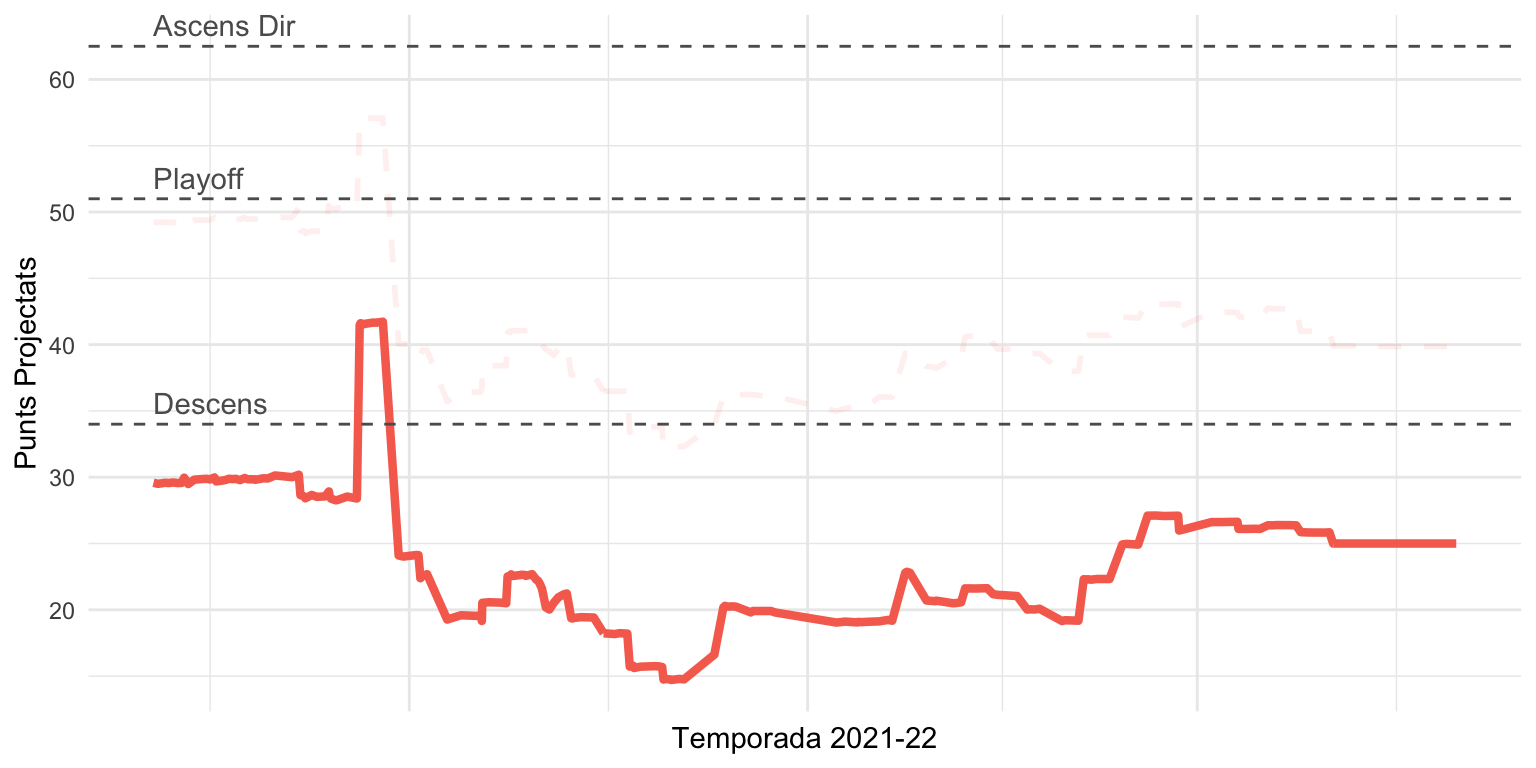 Ascens Dir
60
Playoff
50
Punts Projectats
40
Descens
30
20
Temporada 2021-22